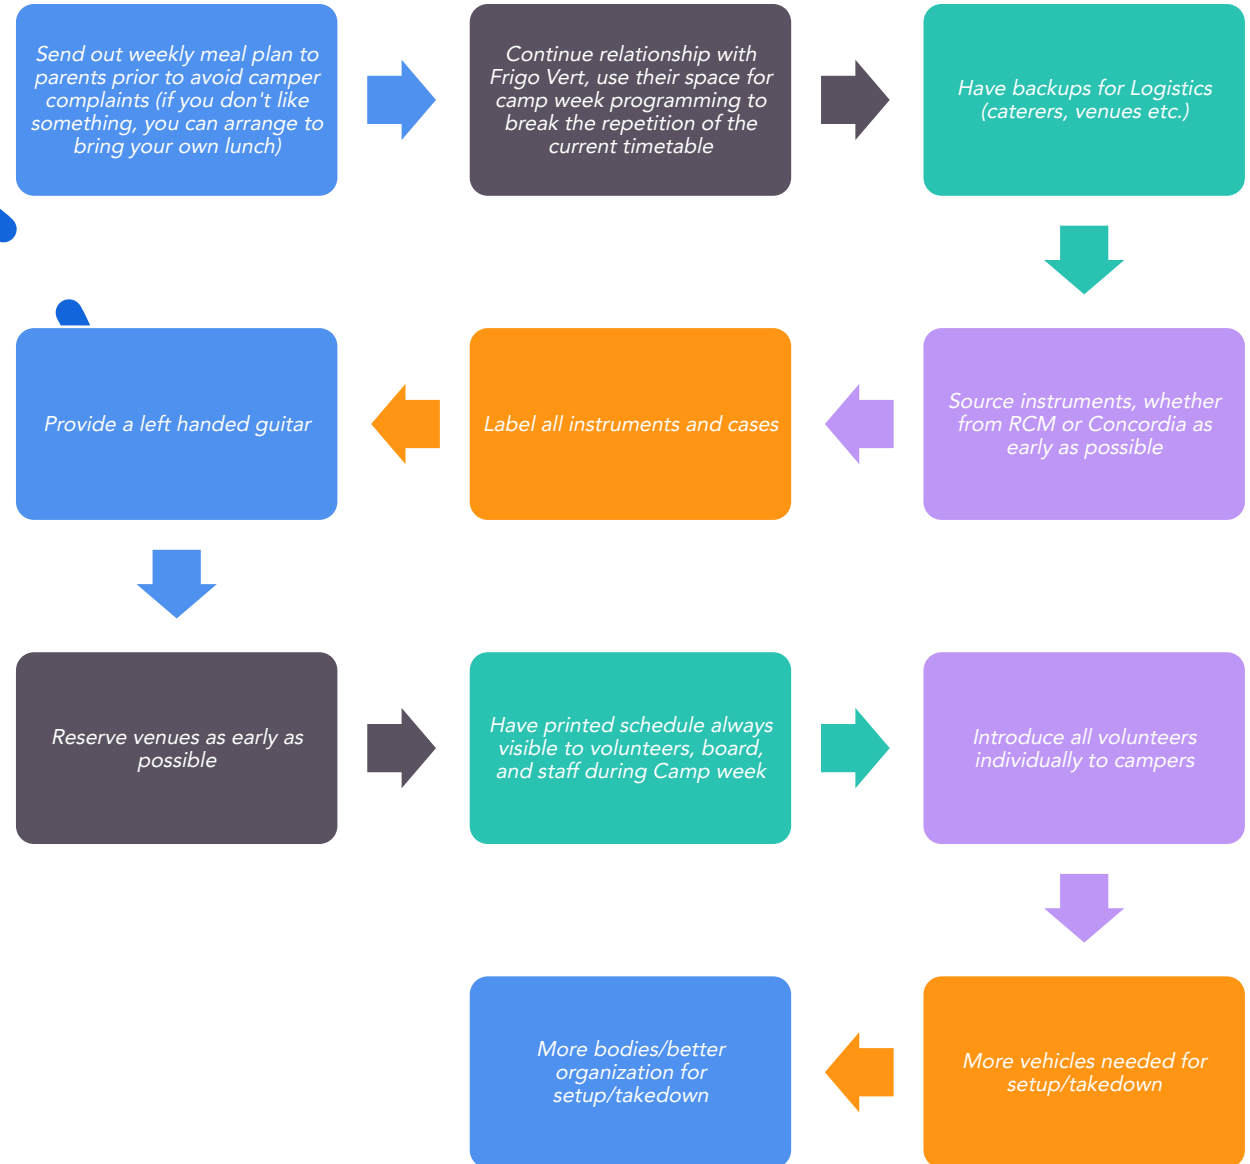 Send out weekly meal plan to
parents prior to avoid camper
complaints (if you don't like
something, you can arrange to
bring your own lunch)
Continue relationship with
Frigo Vert, use their space for
camp week programming to
break the repetition of the
current timetable
Have backups for Logistics
(caterers, venues etc.)
Source instruments, whether
from RCM or Concordia as
early as possible
Label all instruments and cases
Provide a left handed guitar
Reserve venues as early as
possible
Have printed schedule always
visible to volunteers, board,
and staff during Camp week
Introduce all volunteers
individually to campers
More vehicles needed for
setup/takedown
More bodies/better
organization for
setup/takedown